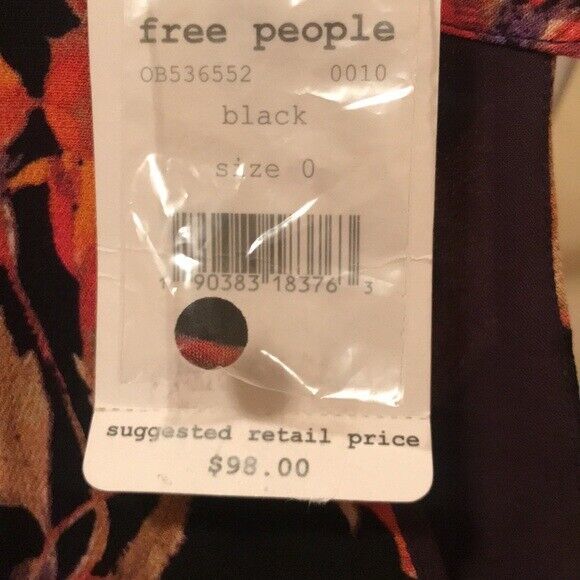 free people
OB536552 0010
black
size 0
1 90383 18376 3
suggested retail price
$98.00